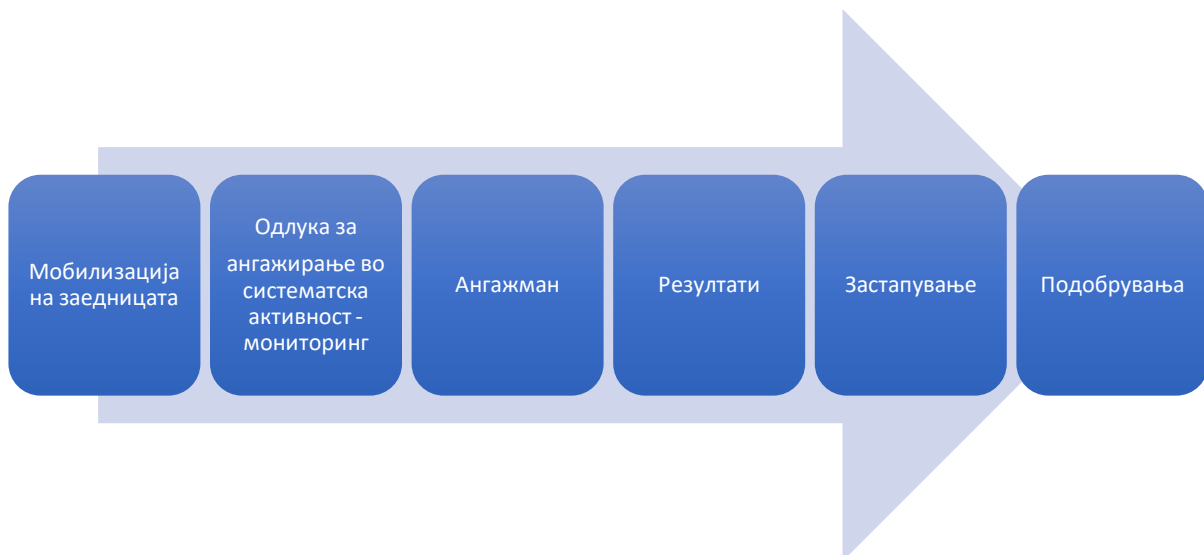 Мобилизација
на заедницата
Одлука за
ангажирање во
систематска
активност -
мониторинг
Ангажман
Резултати
Застапување
Подобрувања